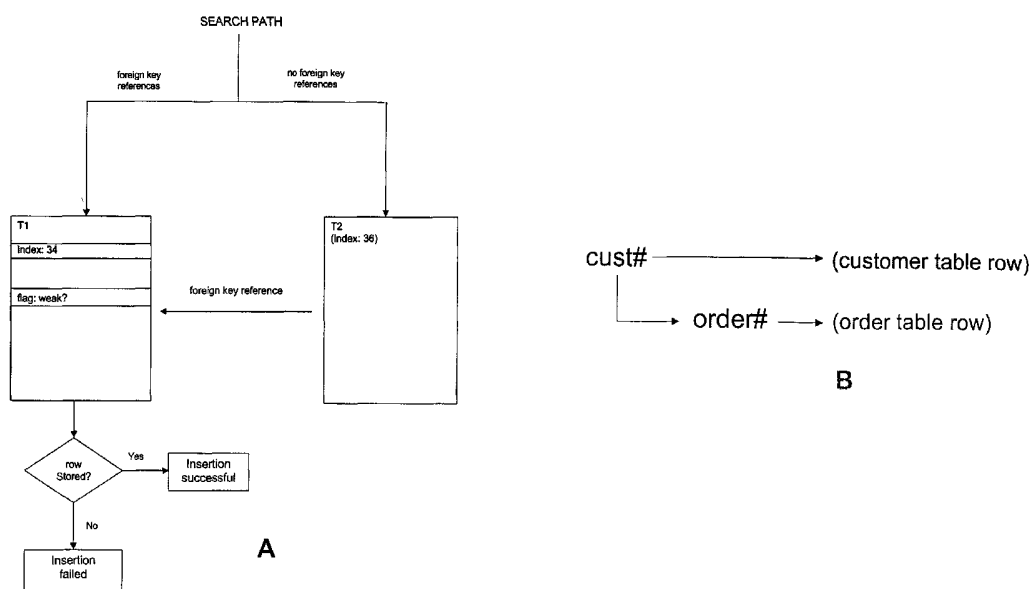 SEARCH PATH
foreign key
references
no foreign key
references
T1
Index: 34
flag: weak?
T2
(Index: 36)
foreign key reference
row
Stored?
Yes
Insertion
successful
No
Insertion
failed
A
cust#
(customer table row)
order#
(order table row)
B